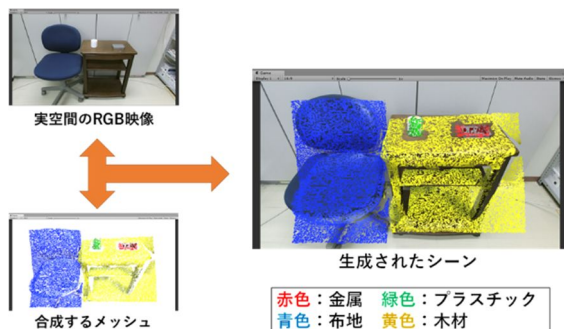 実空間のRGB映像
合成するメッシュ
生成されたシーン
赤色：金属 緑色：プラスチック
青色：布地 黄色：木材